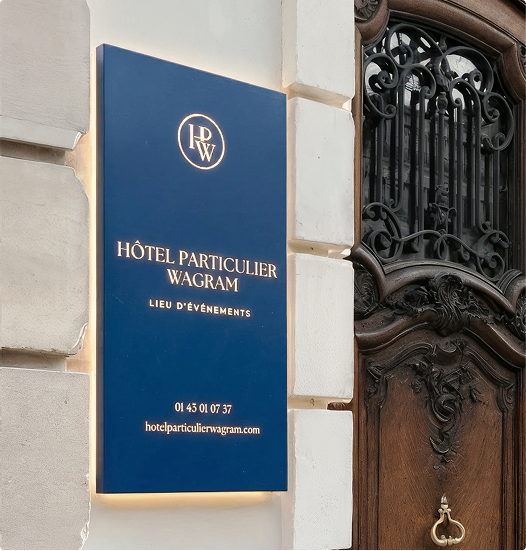 HPW
HÔTEL PARTICULIER
WAGRAM
LIEU D'ÉVÉNEMENTS
01 43 01 07 37
hotelparticulierwagram.com